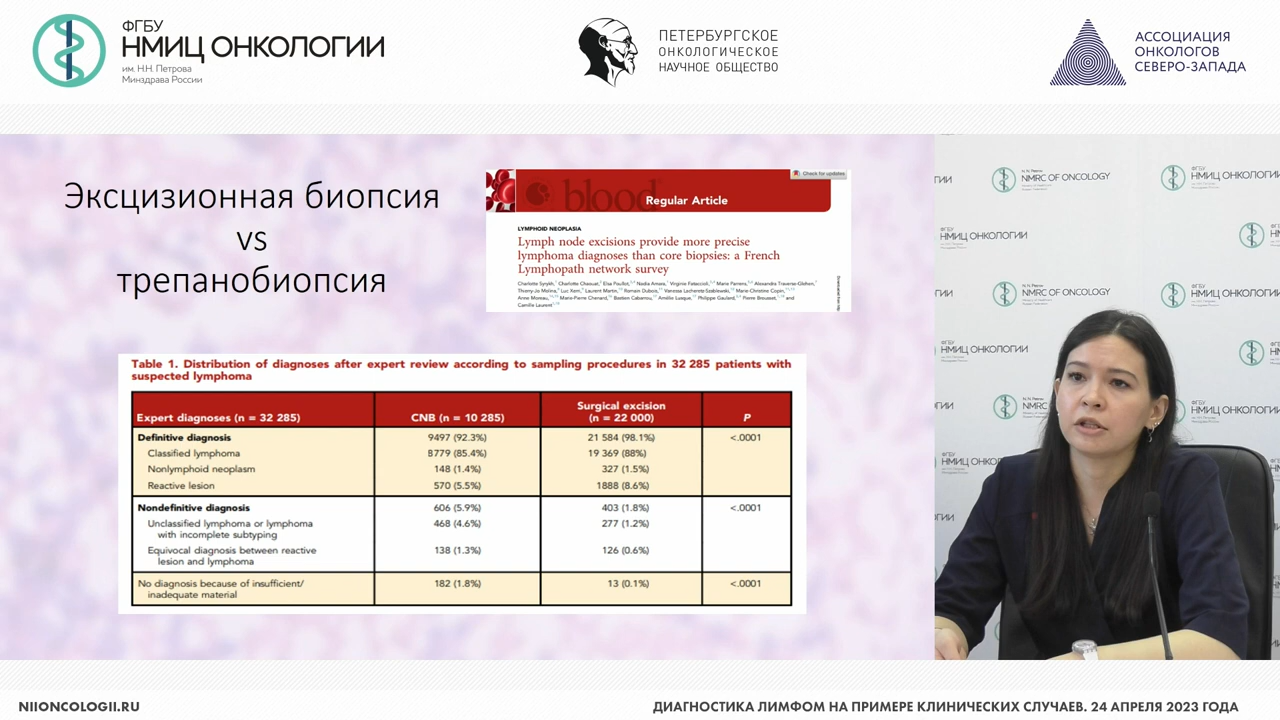 ФГБУ
НМИЦ ОНКОЛОГИИ
им. Н.Н. Петрова
Минздрава России
ПЕТЕРБУРГСКОЕ
ОНКОЛОГИЧЕСКОЕ
НАУЧНОЕ ОБЩЕСТВО
АССОЦИАЦИЯ
ОНКОЛОГОВ
СЕВЕРО-ЗАПАДА
Эксцизионная биопсия
vs
трепанобиопсия
Check for updates
blood
Regular Article
LYMPHOID NEOPLASIA
Lymph node excisions provide more precise
lymphoma diagnoses than core biopsies: a French
Lymphopath network survey
Table 1. Distribution of diagnoses after expert review according to sampling procedures in 32 285 patients with
suspected lymphoma
Expert diagnoses (n = 32 285) CNB (n = 10 285) Surgical excision (n = 22 000) P
Definitive diagnosis 9497 (92.3%) 21 584 (98.1%) <.0001
Classified lymphoma 8779 (85.4%) 19 369 (88%)
Nonlymphoid neoplasm 148 (1.4%) 327 (1.5%)
Reactive lesion 570 (5.5%) 1888 (8.6%)
Nondefinitive diagnosis 606 (5.9%) 403 (1.8%) <.0001
Unclassified lymphoma or lymphoma 468 (4.6%) 277 (1.2%)
with incomplete subtyping
Equivocal diagnosis between reactive 138 (1.3%) 126 (0.6%)
lesion and lymphoma
No diagnosis because of insufficient/ 182 (1.8%) 13 (0.1%) <.0001
inadequate material
NMRC OF ONCOLOGY
ФГБУ
НМИЦ ОНКОЛОГИИ
NIIONCOLOGII.RU
ДИАГНОСТИКА ЛИМФОМ НА ПРИМЕРЕ КЛИНИЧЕСКИХ СЛУЧАЕВ. 24 АПРЕЛЯ 2023 ГОДА